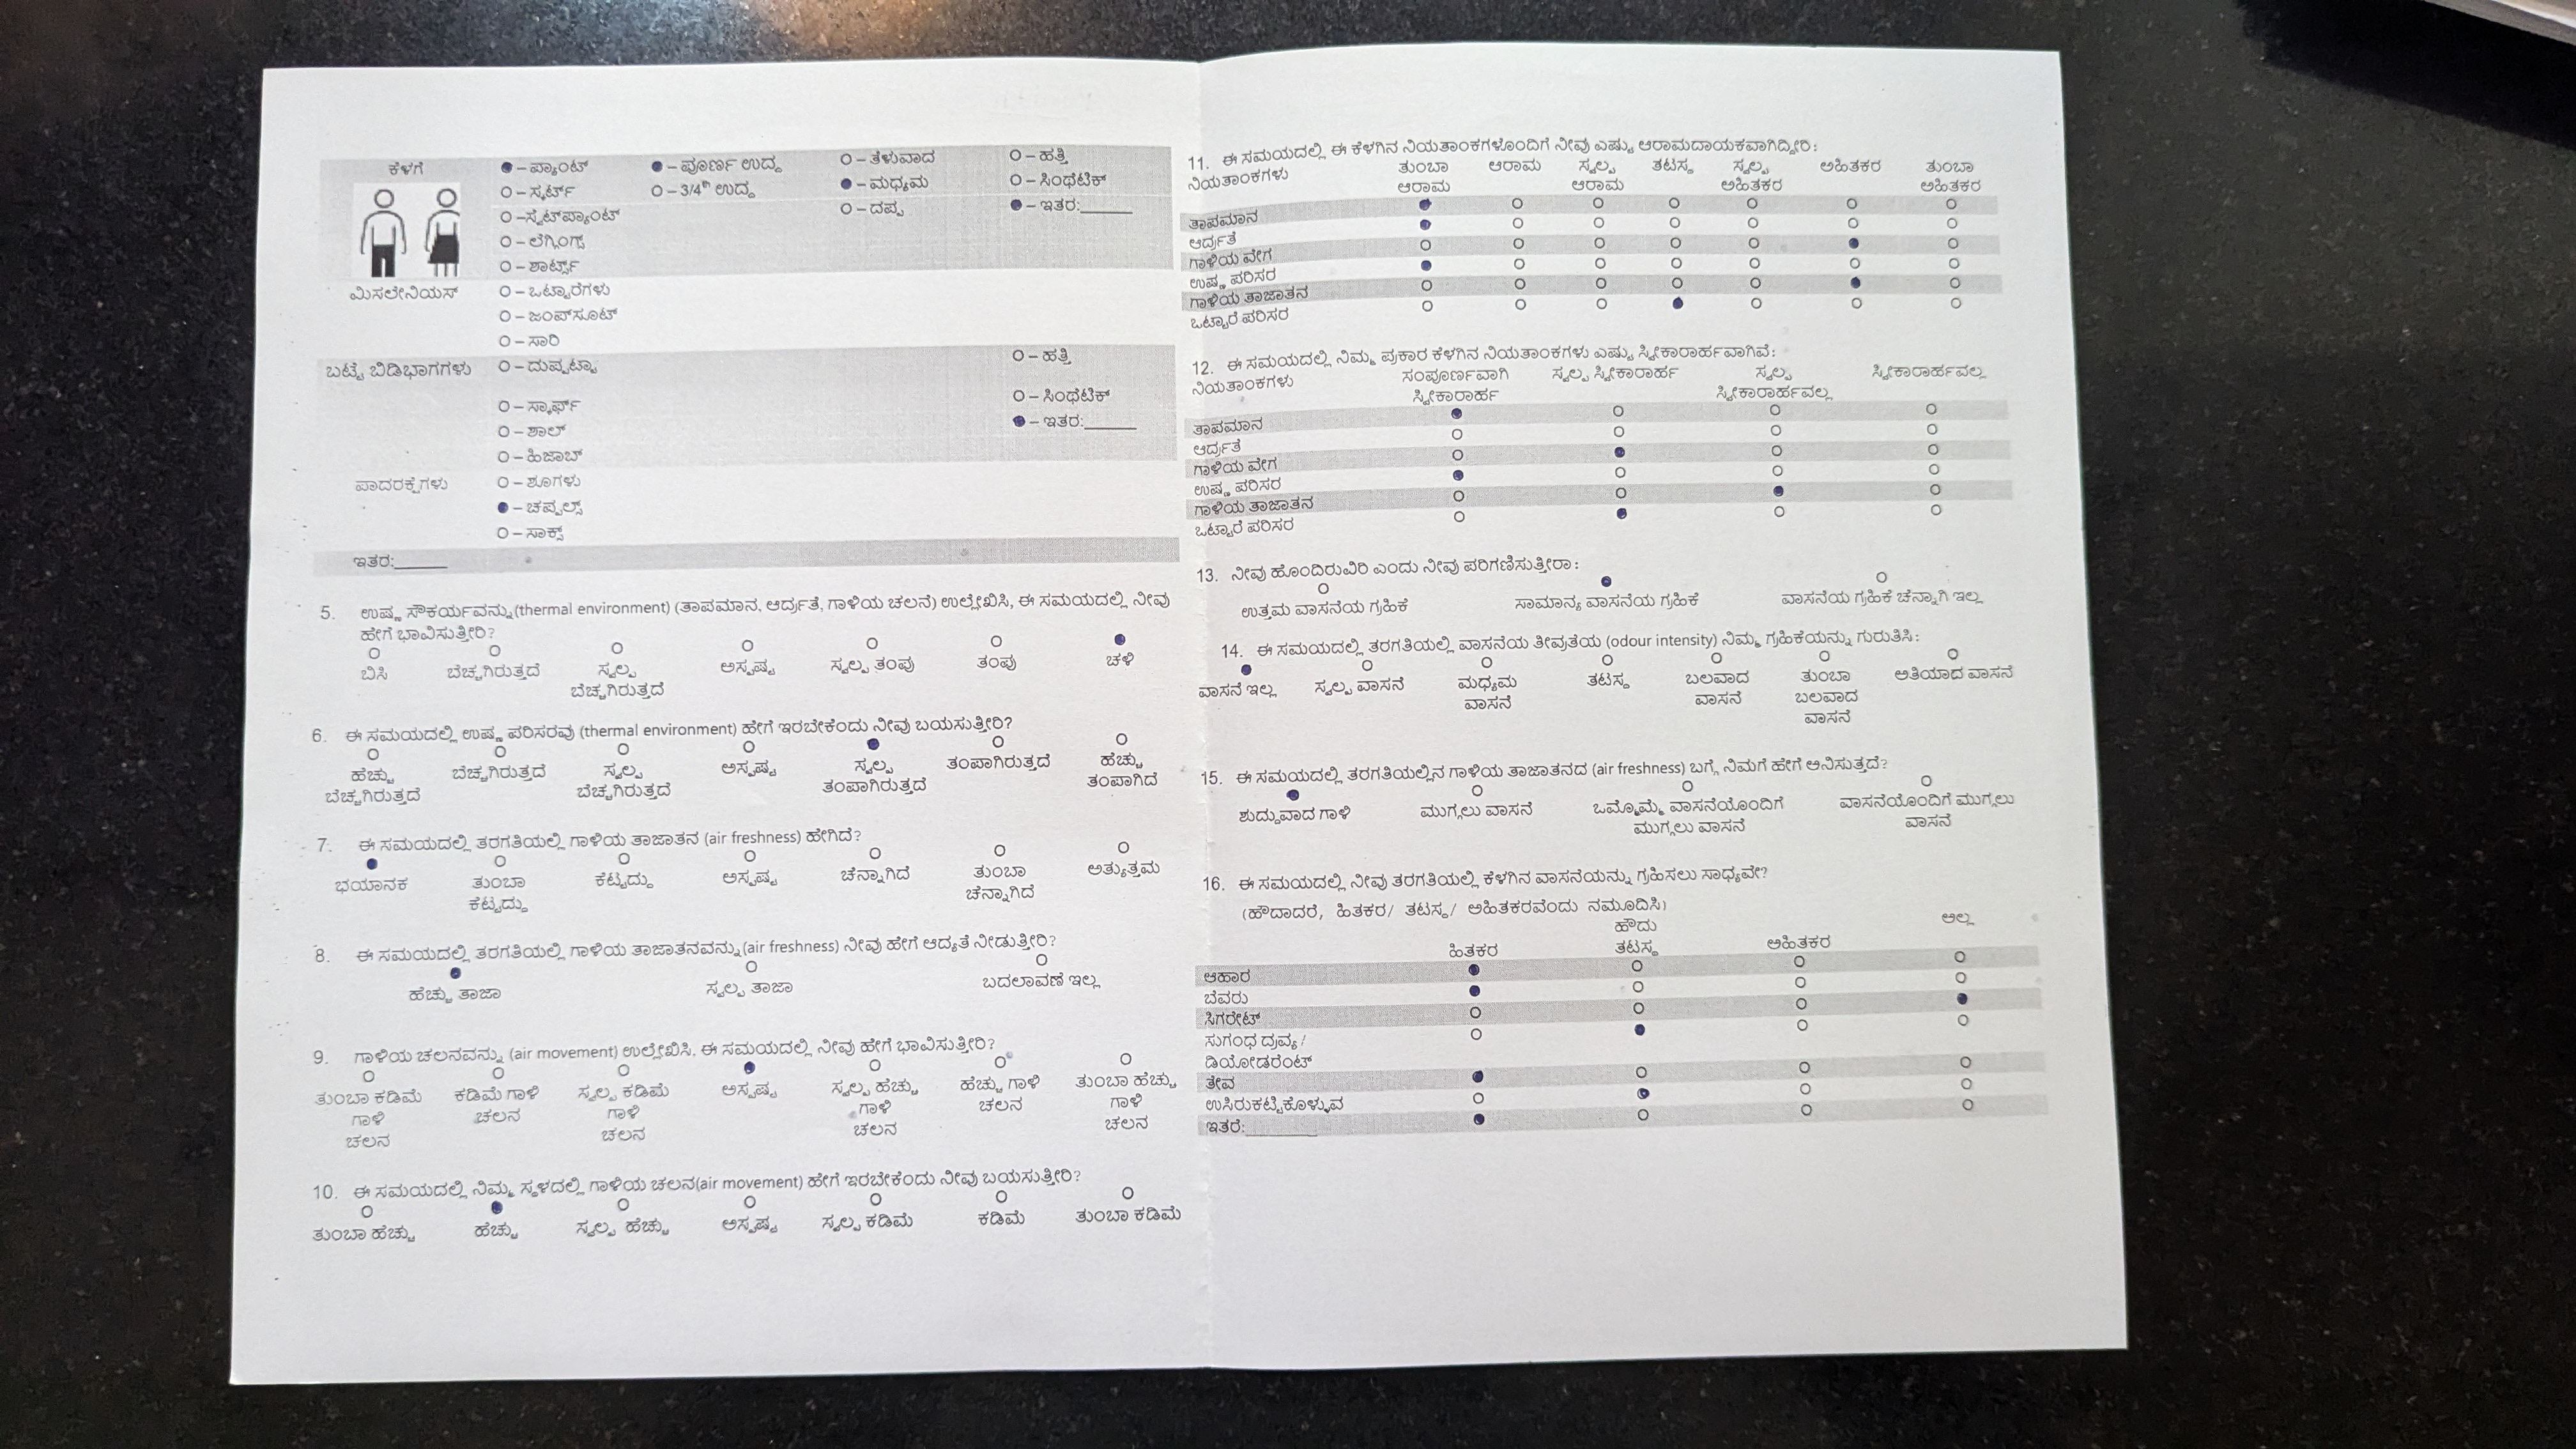 ಕೆಳಗೆ ● – ಪ್ಯಾಂಟ್ ● – ಪೂರ್ಣ ಉದ್ದ ○ – ತೆಳುವಾದ ○ – ಹತ್ತಿ
○ – ಸ್ಕರ್ಟ್ ○ – 3/4th ಉದ್ದ ● – ಮಧ್ಯಮ ○ – ಸಿಂಥೆಟಿಕ್
○ –ಸ್ವೆಟ್‌ಪ್ಯಾಂಟ್ ○ – ದಪ್ಪ ● – ಇತರ:______
○ – ಲೆಗ್ಗಿಂಗ್ಸ್
○ – ಶಾರ್ಟ್ಸ್
ಮಿಸಲೇನಿಯಸ್ ○ – ಒಟ್ಟಾರೆಗಳು
○ – ಜಂಪ್‌ಸೂಟ್
○ – ಸಾರಿ
ಬಟ್ಟೆ ಬಿಡಿಭಾಗಗಳು ○ – ದುಪ್ಪಟ್ಟಾ ○ – ಹತ್ತಿ
○ – ಸ್ಕಾರ್ಫ್ ○ – ಸಿಂಥೆಟಿಕ್
○ – ಶಾಲ್ ● – ಇತರ:______
○ – ಹಿಜಾಬ್
ಪಾದರಕ್ಷೆಗಳು ○ – ಶೂಗಳು
● – ಚಪ್ಪಲ್ಸ್
○ – ಸಾಕ್ಸ್
ಇತರ:______
5. ಉಷ್ಣ ಸೌಕರ್ಯವನ್ನು(thermal environment) (ತಾಪಮಾನ, ಆರ್ದ್ರತೆ, ಗಾಳಿಯ ಚಲನೆ) ಉಲ್ಲೇಖಿಸಿ, ಈ ಸಮಯದಲ್ಲಿ ನೀವು
ಹೇಗೆ ಭಾವಿಸುತ್ತೀರಿ?
○ ○ ○ ○ ○ ○ ●
ಬಿಸಿ ಬೆಚ್ಚಗಿರುತ್ತದೆ ಸ್ವಲ್ಪ ಅಸ್ಪಷ್ಟ ಸ್ವಲ್ಪ ತಂಪು ತಂಪು ಚಳಿ
ಬೆಚ್ಚಗಿರುತ್ತದೆ
6. ಈ ಸಮಯದಲ್ಲಿ ಉಷ್ಣ ಪರಿಸರವು (thermal environment) ಹೇಗೆ ಇರಬೇಕೆಂದು ನೀವು ಬಯಸುತ್ತೀರಿ?
○ ○ ○ ○ ● ○ ○
ಹೆಚ್ಚು ಬೆಚ್ಚಗಿರುತ್ತದೆ ಸ್ವಲ್ಪ ಅಸ್ಪಷ್ಟ ಸ್ವಲ್ಪ ತಂಪಾಗಿರುತ್ತದೆ ಹೆಚ್ಚು
ಬೆಚ್ಚಗಿರುತ್ತದೆ ಬೆಚ್ಚಗಿರುತ್ತದೆ ತಂಪಾಗಿರುತ್ತದೆ ತಂಪಾಗಿದೆ
7. ಈ ಸಮಯದಲ್ಲಿ ತರಗತಿಯಲ್ಲಿ ಗಾಳಿಯ ತಾಜಾತನ (air freshness) ಹೇಗಿದೆ?
● ○ ○ ○ ○ ○ ○
ಭಯಾನಕ ತುಂಬಾ ಕೆಟ್ಟದ್ದು ಅಸ್ಪಷ್ಟ ಚೆನ್ನಾಗಿದೆ ತುಂಬಾ ಅತ್ಯುತ್ತಮ
ಕೆಟ್ಟದ್ದು ಚೆನ್ನಾಗಿದೆ
8. ಈ ಸಮಯದಲ್ಲಿ ತರಗತಿಯಲ್ಲಿ ಗಾಳಿಯ ತಾಜಾತನವನ್ನು(air freshness) ನೀವು ಹೇಗೆ ಆದ್ಯತೆ ನೀಡುತ್ತೀರಿ?
● ○ ○
ಹೆಚ್ಚು ತಾಜಾ ಸ್ವಲ್ಪ ತಾಜಾ ಬದಲಾವಣೆ ಇಲ್ಲ
9. ಗಾಳಿಯ ಚಲನವನ್ನು (air movement) ಉಲ್ಲೇಖಿಸಿ, ಈ ಸಮಯದಲ್ಲಿ ನೀವು ಹೇಗೆ ಭಾವಿಸುತ್ತೀರಿ?
○ ○ ○ ● ○ ○ ○
ತುಂಬಾ ಕಡಿಮೆ ಕಡಿಮೆ ಗಾಳಿ ಸ್ವಲ್ಪ ಕಡಿಮೆ ಅಸ್ಪಷ್ಟ ಸ್ವಲ್ಪ ಹೆಚ್ಚು ಹೆಚ್ಚು ಗಾಳಿ ತುಂಬಾ ಹೆಚ್ಚು
ಗಾಳಿ ಚಲನ ಗಾಳಿ ಗಾಳಿ ಚಲನ ಗಾಳಿ
ಚಲನ ಚಲನ ಚಲನ ಚಲನ
10. ಈ ಸಮಯದಲ್ಲಿ ನಿಮ್ಮ ಸ್ಥಳದಲ್ಲಿ ಗಾಳಿಯ ಚಲನ(air movement) ಹೇಗೆ ಇರಬೇಕೆಂದು ನೀವು ಬಯಸುತ್ತೀರಿ?
○ ● ○ ○ ○ ○ ○
ತುಂಬಾ ಹೆಚ್ಚು ಹೆಚ್ಚು ಸ್ವಲ್ಪ ಹೆಚ್ಚು ಅಸ್ಪಷ್ಟ ಸ್ವಲ್ಪ ಕಡಿಮೆ ಕಡಿಮೆ ತುಂಬಾ ಕಡಿಮೆ
11. ಈ ಸಮಯದಲ್ಲಿ ಈ ಕೆಳಗಿನ ನಿಯತಾಂಕಗಳೊಂದಿಗೆ ನೀವು ಎಷ್ಟು ಆರಾಮದಾಯಕವಾಗಿದ್ದೀರಿ:
ನಿಯತಾಂಕಗಳು ತುಂಬಾ ಆರಾಮ ಸ್ವಲ್ಪ ತಟಸ್ಥ ಸ್ವಲ್ಪ ಅಹಿತಕರ ತುಂಬಾ
ಆರಾಮ ಆರಾಮ ಅಹಿತಕರ ಅಹಿತಕರ
ತಾಪಮಾನ ● ○ ○ ○ ○ ○ ○
ಆರ್ದ್ರತೆ ● ○ ○ ○ ○ ○ ○
ಗಾಳಿಯ ವೇಗ ○ ○ ○ ○ ○ ● ○
ಉಷ್ಣ ಪರಿಸರ ● ○ ○ ○ ○ ○ ○
ಗಾಳಿಯ ತಾಜಾತನ ○ ○ ○ ○ ○ ● ○
ಒಟ್ಟಾರೆ ಪರಿಸರ ○ ○ ○ ● ○ ○ ○
12. ಈ ಸಮಯದಲ್ಲಿ ನಿಮ್ಮ ಪ್ರಕಾರ ಕೆಳಗಿನ ನಿಯತಾಂಕಗಳು ಎಷ್ಟು ಸ್ವೀಕಾರಾರ್ಹವಾಗಿವೆ:
ನಿಯತಾಂಕಗಳು ಸಂಪೂರ್ಣವಾಗಿ ಸ್ವಲ್ಪ ಸ್ವೀಕಾರಾರ್ಹ ಸ್ವಲ್ಪ ಸ್ವೀಕಾರಾರ್ಹವಲ್ಲ
ಸ್ವೀಕಾರಾರ್ಹ ಸ್ವೀಕಾರಾರ್ಹವಲ್ಲ
ತಾಪಮಾನ ● ○ ○ ○
ಆರ್ದ್ರತೆ ○ ○ ○ ○
ಗಾಳಿಯ ವೇಗ ○ ● ○ ○
ಉಷ್ಣ ಪರಿಸರ ● ○ ○ ○
ಗಾಳಿಯ ತಾಜಾತನ ○ ○ ● ○
ಒಟ್ಟಾರೆ ಪರಿಸರ ○ ● ○ ○
13. ನೀವು ಹೊಂದಿರುವಿರಿ ಎಂದು ನೀವು ಪರಿಗಣಿಸುತ್ತೀರಾ:
○ ● ○
ಉತ್ತಮ ವಾಸನೆಯ ಗ್ರಹಿಕೆ ಸಾಮಾನ್ಯ ವಾಸನೆಯ ಗ್ರಹಿಕೆ ವಾಸನೆಯ ಗ್ರಹಿಕೆ ಚೆನ್ನಾಗಿ ಇಲ್ಲ
14. ಈ ಸಮಯದಲ್ಲಿ ತರಗತಿಯಲ್ಲಿ ವಾಸನೆಯ ತೀವ್ರತೆಯ (odour intensity) ನಿಮ್ಮ ಗ್ರಹಿಕೆಯನ್ನು ಗುರುತಿಸಿ:
● ○ ○ ○ ○ ○ ○
ವಾಸನೆ ಇಲ್ಲ ಸ್ವಲ್ಪ ವಾಸನೆ ಮಧ್ಯಮ ತಟಸ್ಥ ಬಲವಾದ ತುಂಬಾ ಅತಿಯಾದ ವಾಸನೆ
ವಾಸನೆ ವಾಸನೆ ಬಲವಾದ
ವಾಸನೆ
15. ಈ ಸಮಯದಲ್ಲಿ ತರಗತಿಯಲ್ಲಿನ ಗಾಳಿಯ ತಾಜಾತನದ (air freshness) ಬಗ್ಗೆ ನಿಮಗೆ ಹೇಗೆ ಅನಿಸುತ್ತದೆ?
● ○ ○ ○
ಶುದ್ಧುವಾದ ಗಾಳಿ ಮುಗ್ಗಲು ವಾಸನೆ ಒಮ್ಮೊಮ್ಮೆ ವಾಸನೆಯೊಂದಿಗೆ ವಾಸನೆಯೊಂದಿಗೆ ಮುಗ್ಗಲು
ಮುಗ್ಗಲು ವಾಸನೆ ವಾಸನೆ
16. ಈ ಸಮಯದಲ್ಲಿ ನೀವು ತರಗತಿಯಲ್ಲಿ ಕೆಳಗಿನ ವಾಸನೆಯನ್ನು ಗ್ರಹಿಸಲು ಸಾಧ್ಯವೇ?
(ಹೌದಾದರೆ, ಹಿತಕರ/ ತಟಸ್ಥ/ ಅಹಿತಕರವೆಂದು ನಮೂದಿಸಿ)
ಹೌದು ಅಲ್ಲ
ಹಿತಕರ ತಟಸ್ಥ ಅಹಿತಕರ
ಆಹಾರ ● ○ ○ ○
ಬೆವರು ● ○ ○ ○
ಸಿಗರೇಟ್ ○ ○ ○ ●
ಸುಗಂಧ ದ್ರವ್ಯ/ ○ ● ○ ○
ಡಿಯೋಡರೆಂಟ್
ತೇವ ● ○ ○ ○
ಉಸಿರುಕಟ್ಟಿಕೊಳ್ಳುವ ○ ● ○ ○
ಇತರೆ:________ ● ○ ○ ○